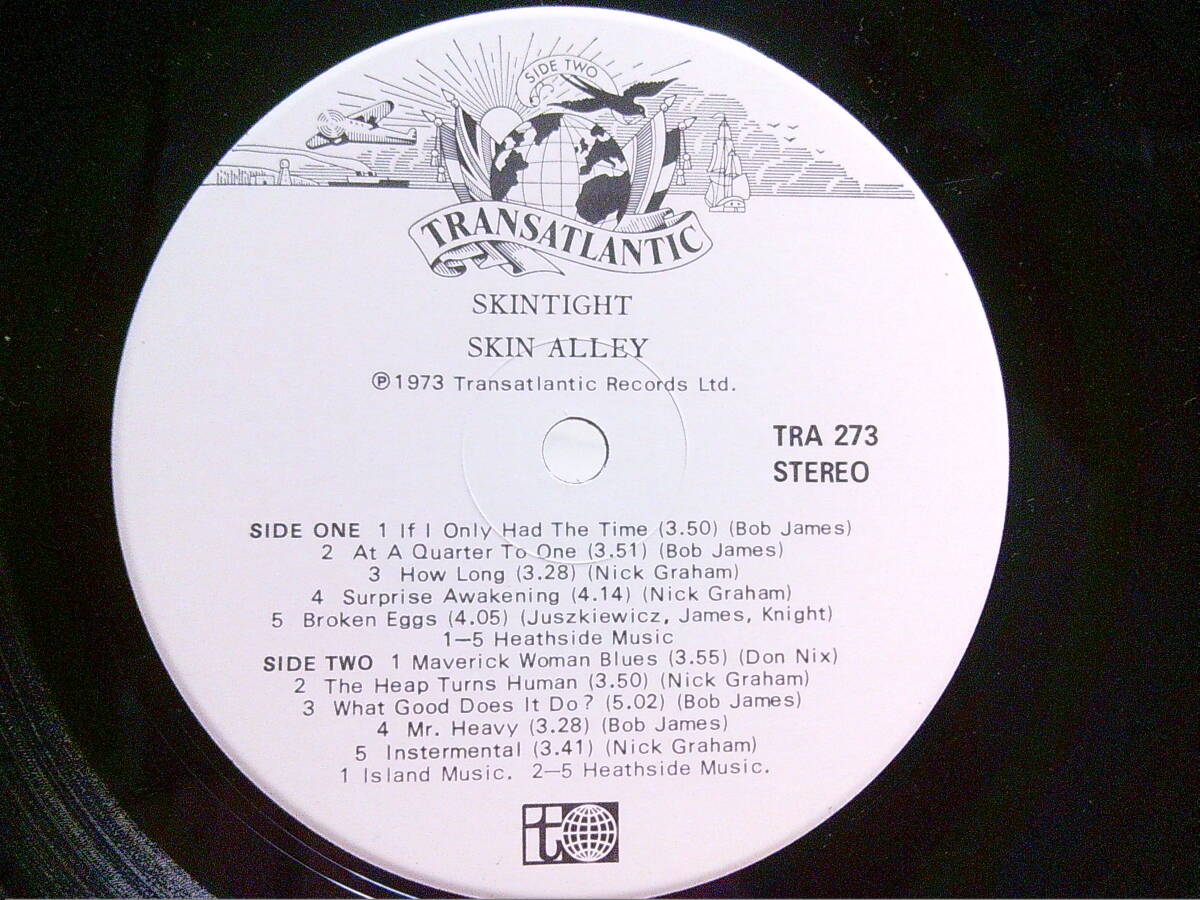 SIDE TWO
TRANSATLANTIC
SKINTIGHT
SKIN ALLEY
℗1973 Transatlantic Records Ltd.
TRA 273
STEREO
SIDE ONE 1 If I Only Had The Time (3.50) (Bob James)
2 At A Quarter To One (3.51) (Bob James)
3 How Long (3.28) (Nick Graham)
4 Surprise Awakening (4.14) (Nick Graham)
5 Broken Eggs (4.05) (Juszkiewicz, James, Knight)
1—5 Heathside Music
SIDE TWO 1 Maverick Woman Blues (3.55) (Don Nix)
2 The Heap Turns Human (3.50) (Nick Graham)
3 What Good Does It Do? (5.02) (Bob James)
4 Mr. Heavy (3.28) (Bob James)
5 Instermental (3.41) (Nick Graham)
1 Island Music. 2—5 Heathside Music.
t